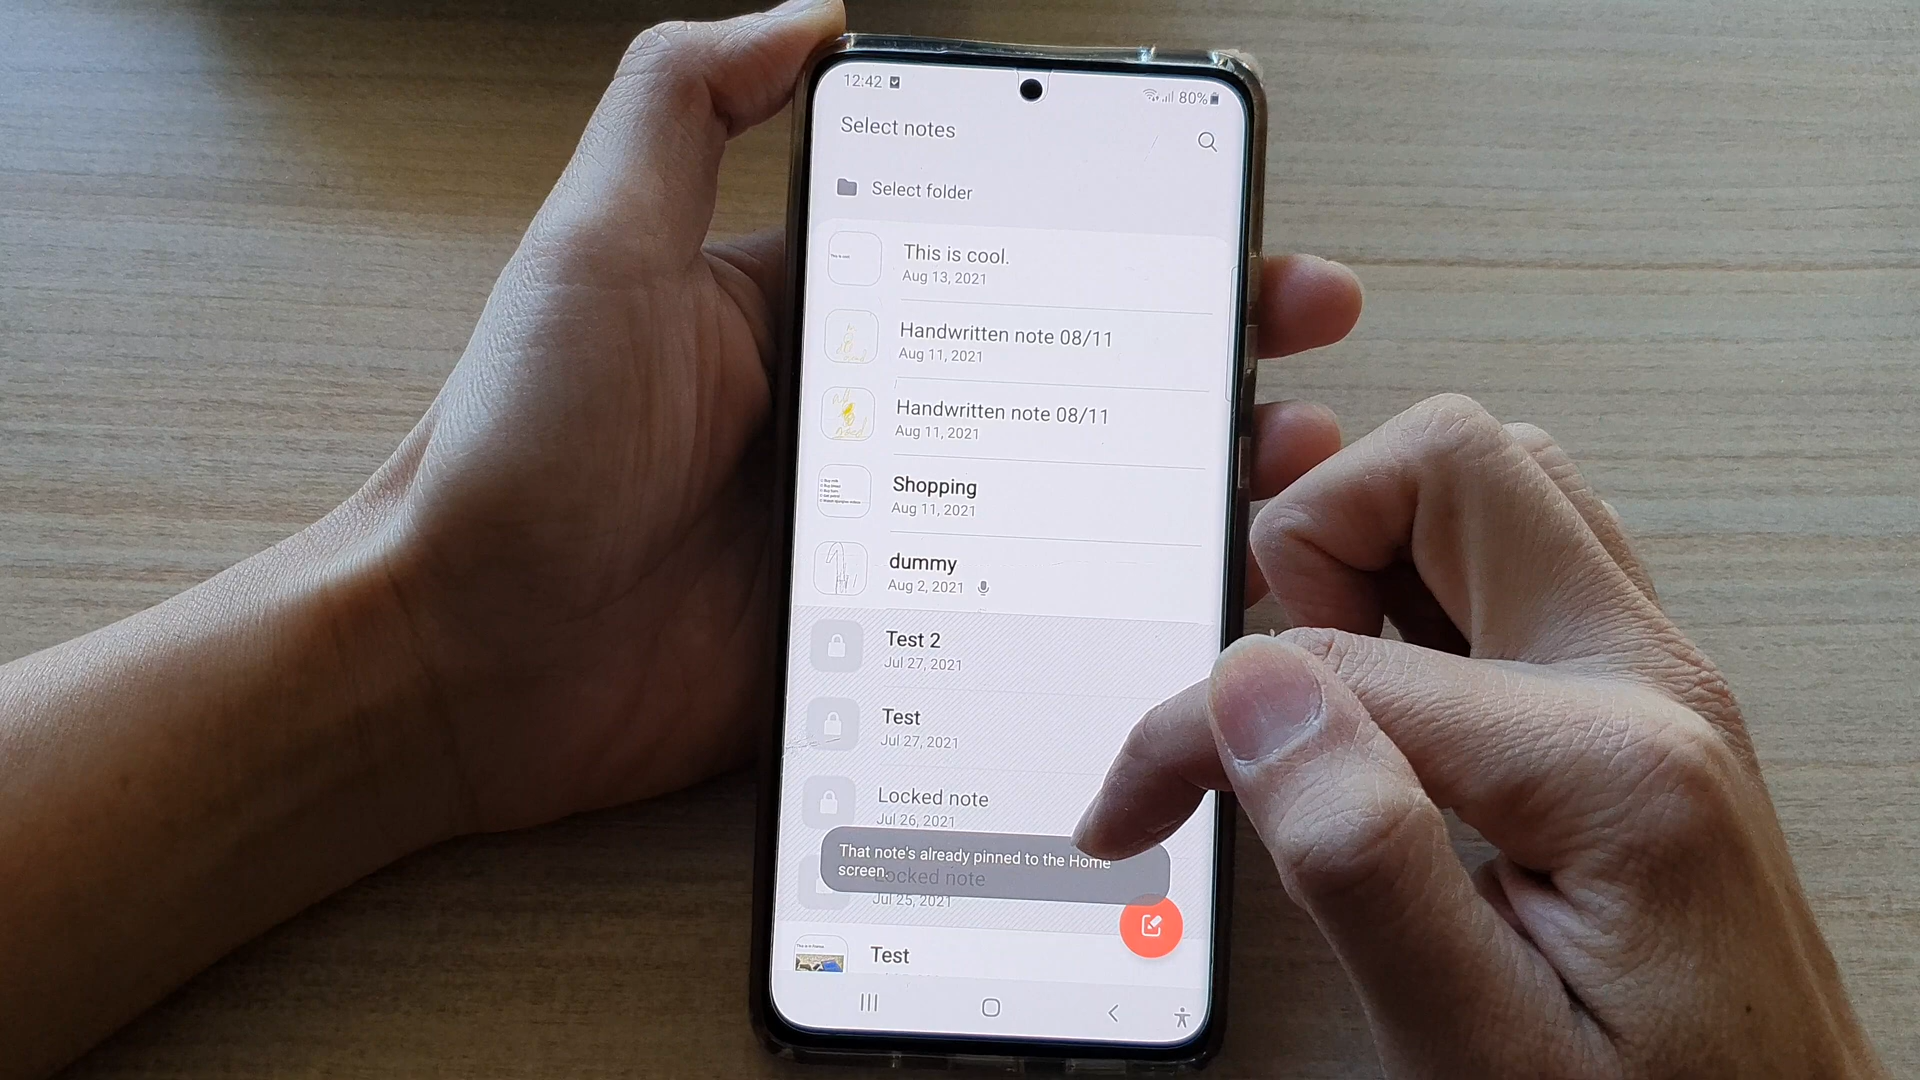 12:42
80%
Select notes
Select folder
This is cool.
Aug 13, 2021
Handwritten note 08/11
Aug 11, 2021
Handwritten note 08/11
Aug 11, 2021
Shopping
Aug 11, 2021
dummy
Aug 2, 2021
Test 2
Jul 27, 2021
Test
Jul 27, 2021
Locked note
Jul 26, 2021
That note's already pinned to the Home
screen.
Locked note
Jul 25, 2021
Test